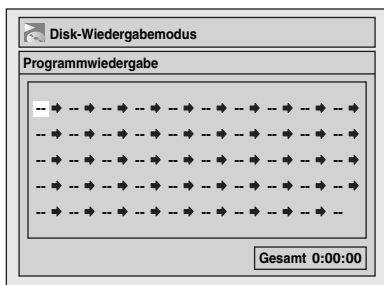 Disk-Wiedergabemodus
Programmwiedergabe
-- ➡ -- ➡ -- ➡ -- ➡ -- ➡ -- ➡ -- ➡ -- ➡ -- ➡ -- ➡
-- ➡ -- ➡ -- ➡ -- ➡ -- ➡ -- ➡ -- ➡ -- ➡ -- ➡ -- ➡
-- ➡ -- ➡ -- ➡ -- ➡ -- ➡ -- ➡ -- ➡ -- ➡ -- ➡ -- ➡
-- ➡ -- ➡ -- ➡ -- ➡ -- ➡ -- ➡ -- ➡ -- ➡ -- ➡ -- ➡
-- ➡ -- ➡ -- ➡ -- ➡ -- ➡ -- ➡ -- ➡ -- ➡ -- ➡ --
Gesamt 0:00:00